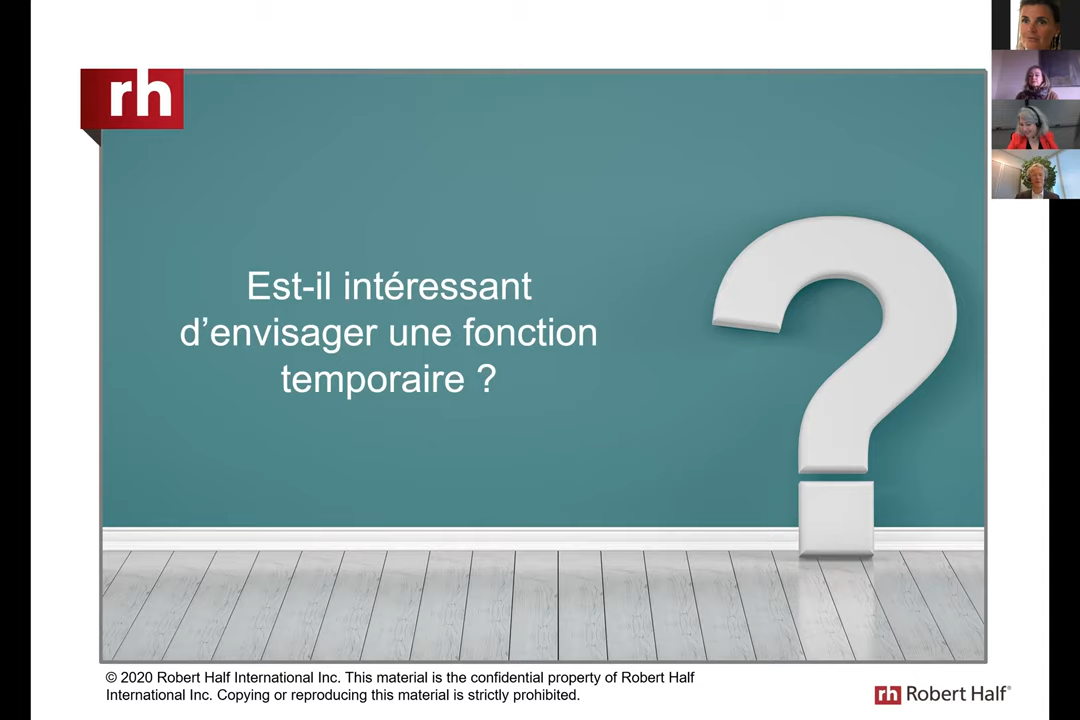 rh
Est-il intéressant
d’envisager une fonction
temporaire ?
© 2020 Robert Half International Inc. This material is the confidential property of Robert Half
International Inc. Copying or reproducing this material is strictly prohibited.
rh Robert Half®